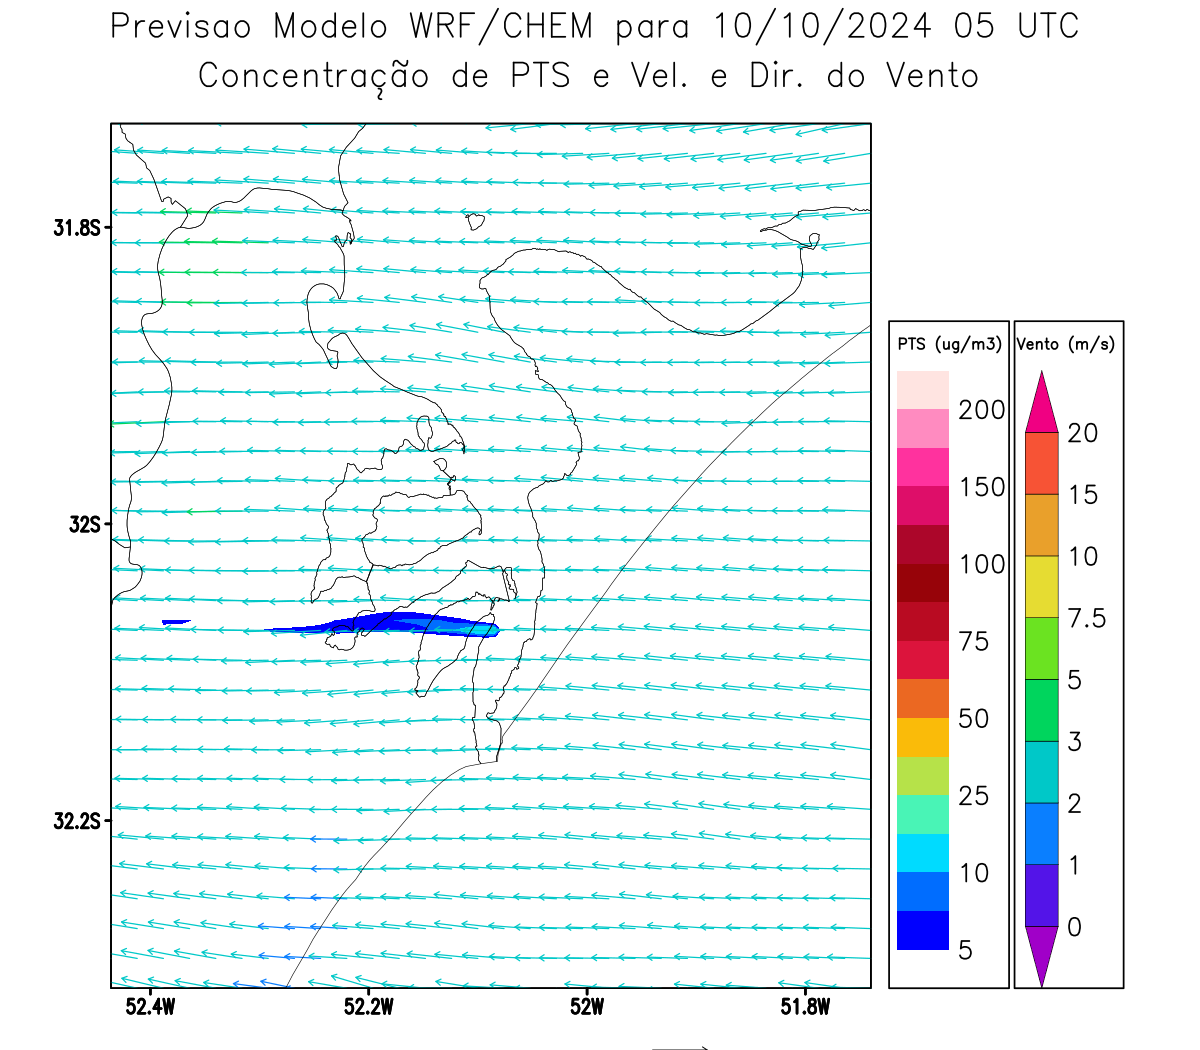 Previsao Modelo WRF/CHEM para 10/10/2024 05 UTC
Concentração de PTS e Vel. e Dir. do Vento
31.8S
32S
32.2S
52.4W
52.2W
52W
51.8W
PTS (ug/m3)
200
150
100
75
50
25
10
5
Vento (m/s)
20
15
10
7.5
5
3
2
1
0